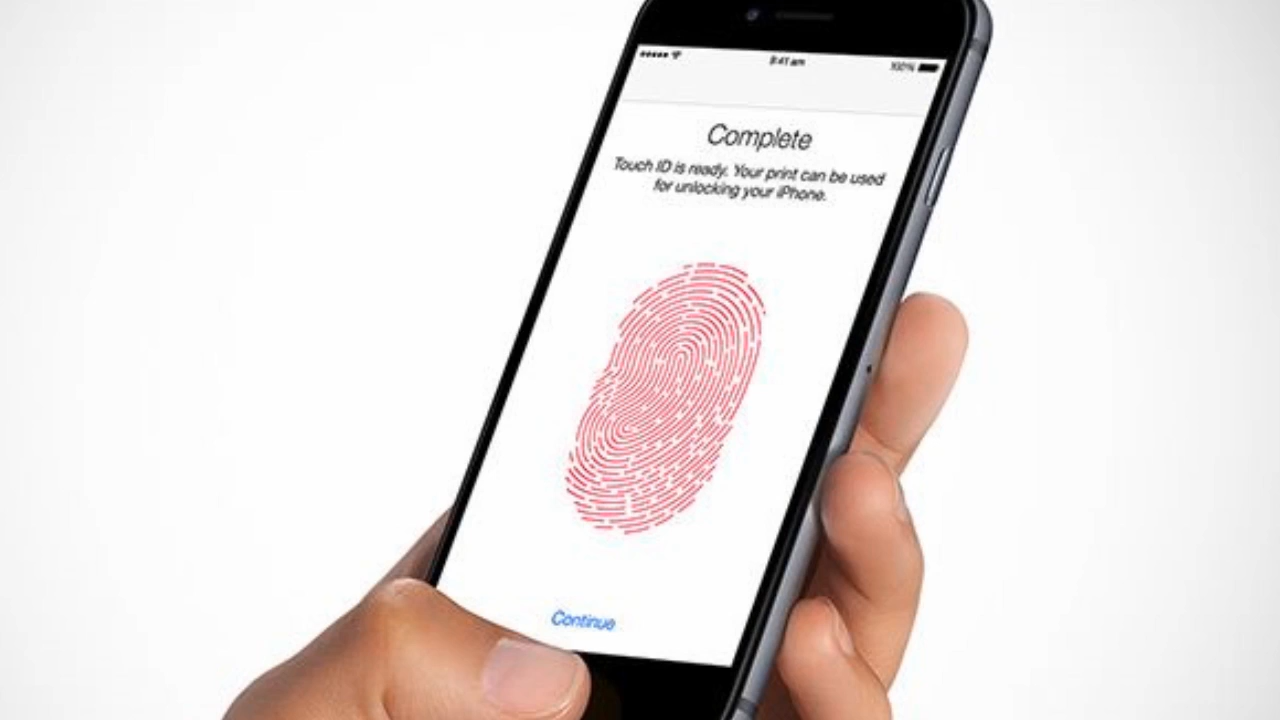 9:41 am 100%
Complete
Touch ID is ready. Your print can be used
for unlocking your iPhone.
Continue